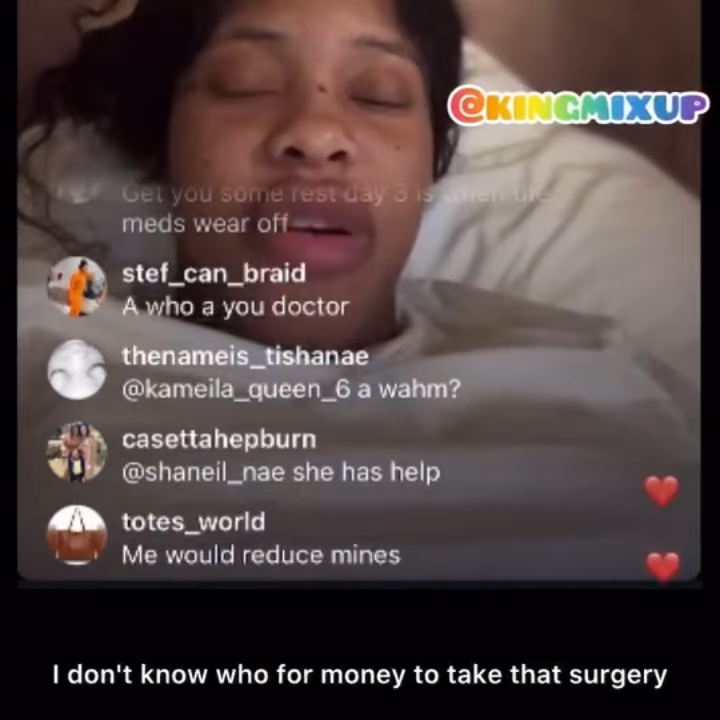 @KINGMIXUP
Get you some rest day 3 is when the
meds wear off
stef_can_braid
A who a you doctor
thenameis_tishanae
@kameila_queen_6 a wahm?
casettahepburn
@shaneil_nae she has help
totes_world
Me would reduce mines
I don't know who for money to take that surgery